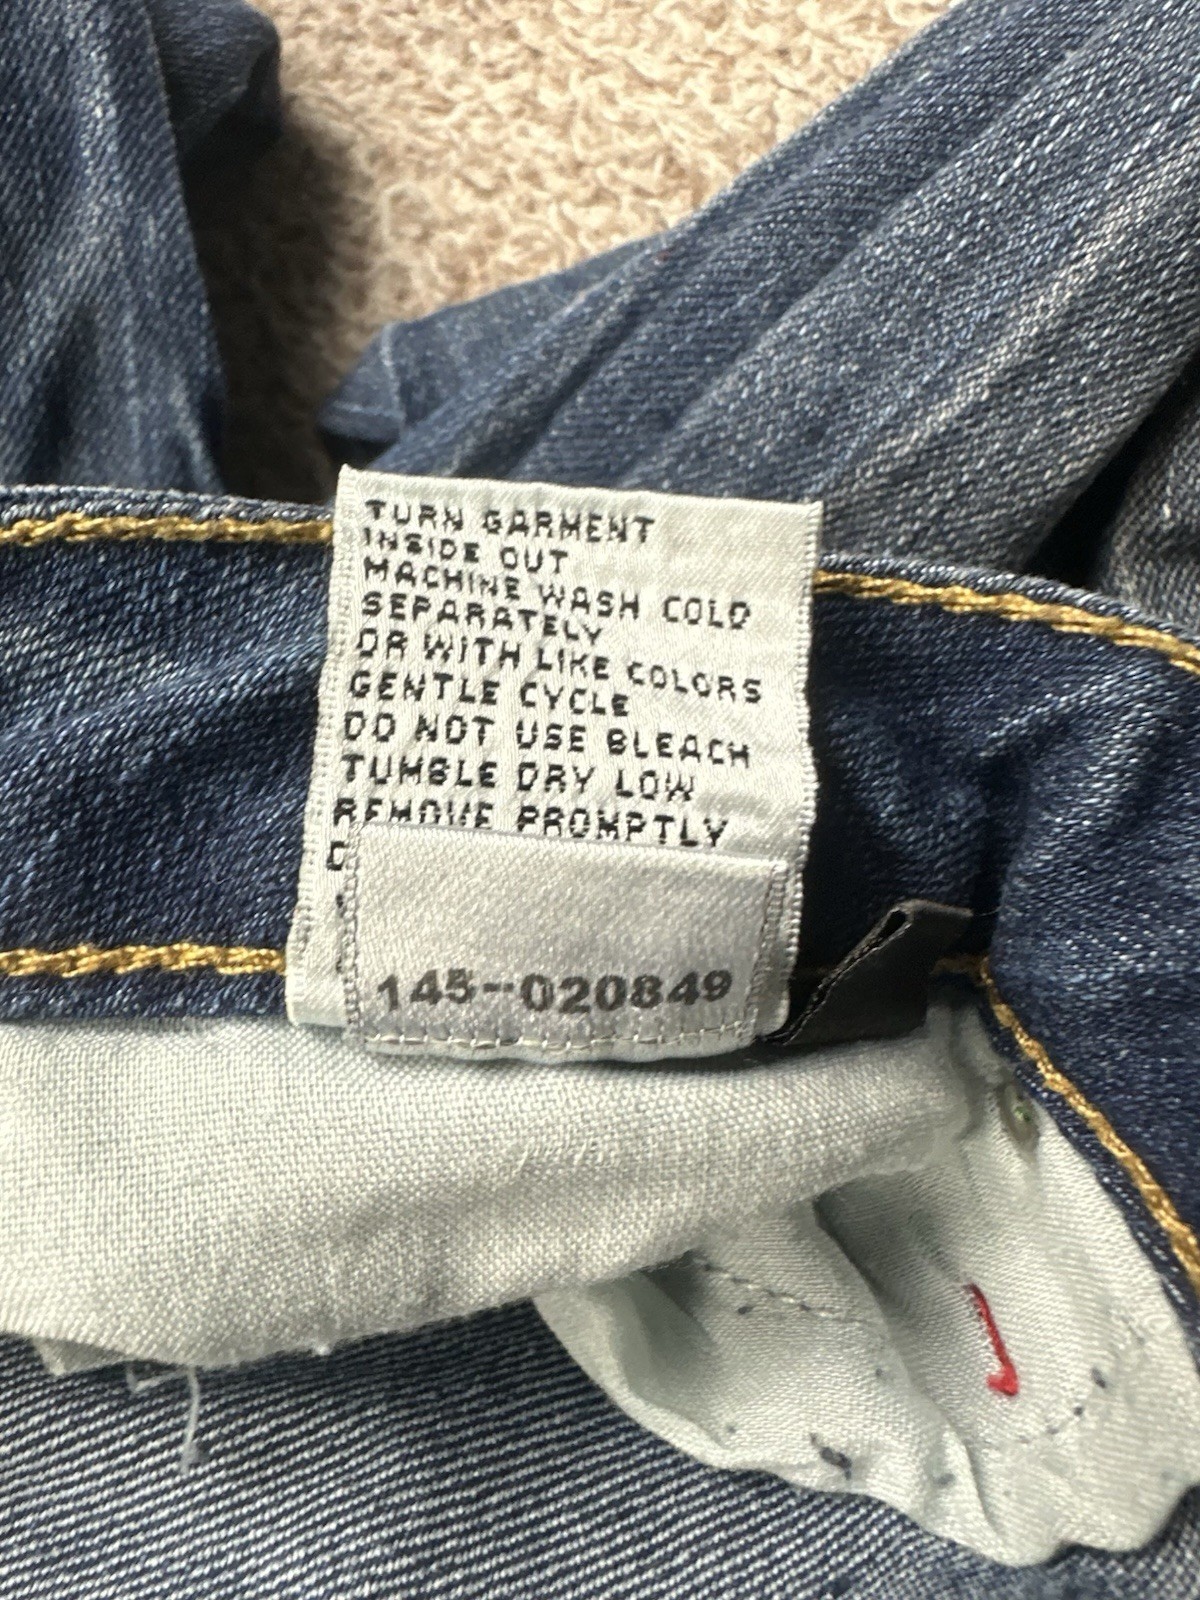 TURN GARMENT
INSIDE OUT
MACHINE WASH COLD
SEPARATELY
OR WITH LIKE COLORS
GENTLE CYCLE
DO NOT USE BLEACH
TUMBLE DRY LOW
REMOVE PROMPTLY
145-020849